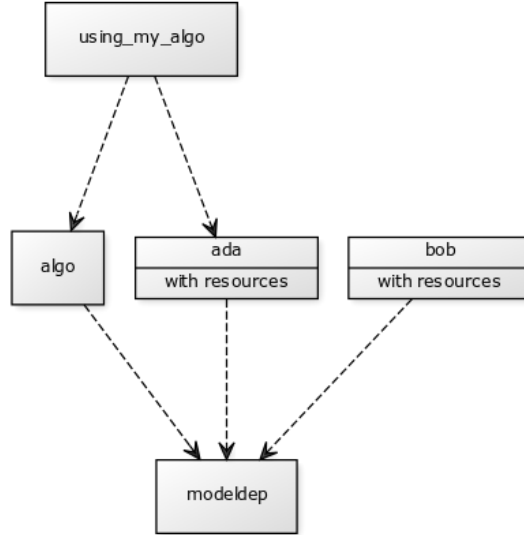 using_my_algo
algo
ada
with resources
bob
with resources
modeldep